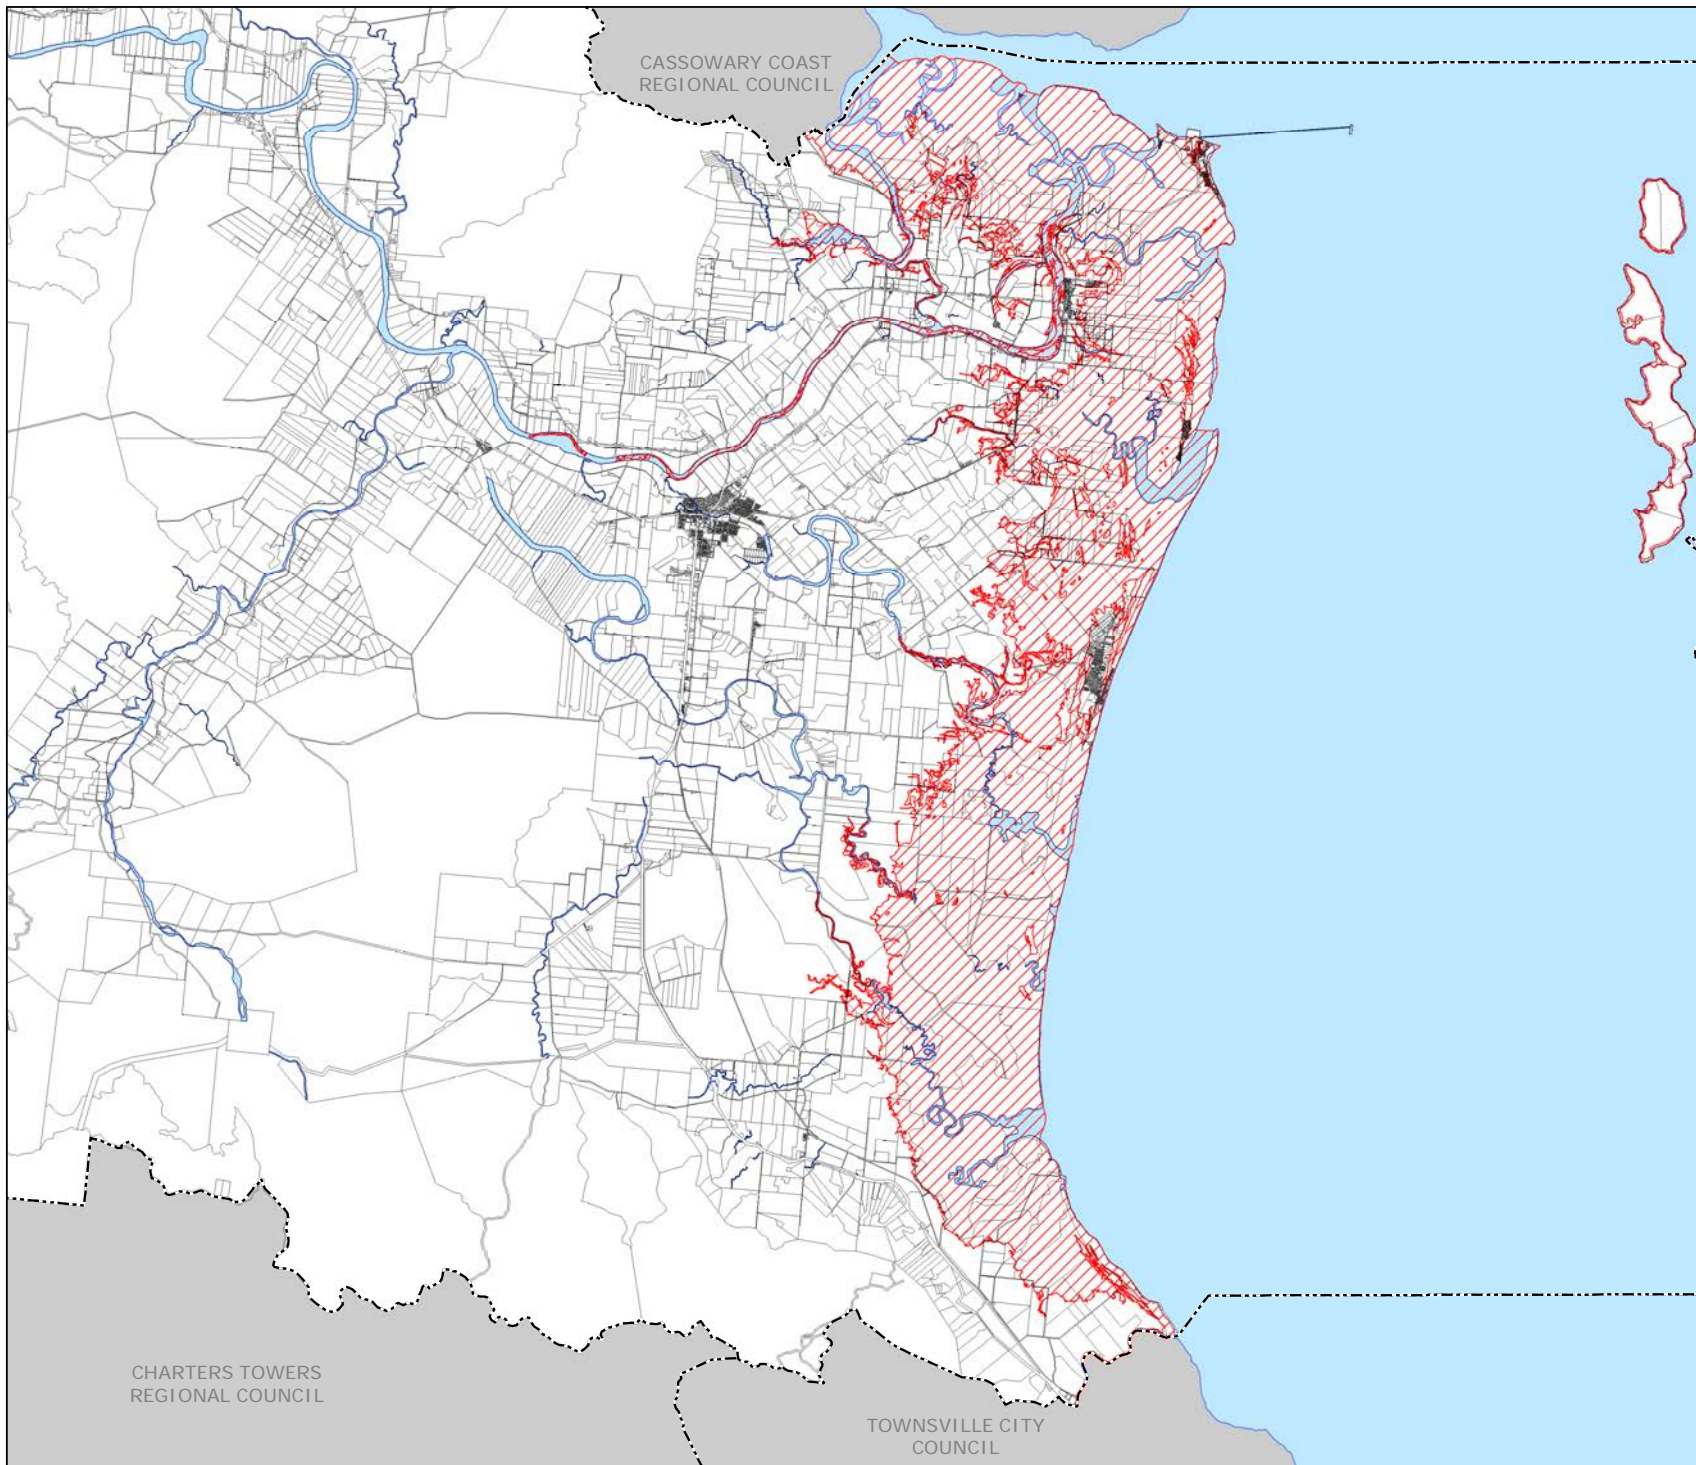 CASSOWARY COAST
REGIONAL COUNCIL
CHARTERS TOWERS
REGIONAL COUNCIL
TOWNSVILLE CITY
COUNCIL